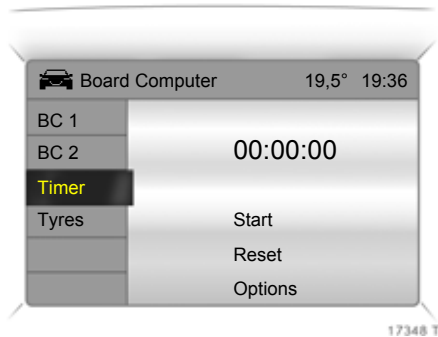 Board Computer 19,5° 19:36
BC 1
BC 2
00:00:00
Timer
Tyres Start
Reset
Options
17348 T